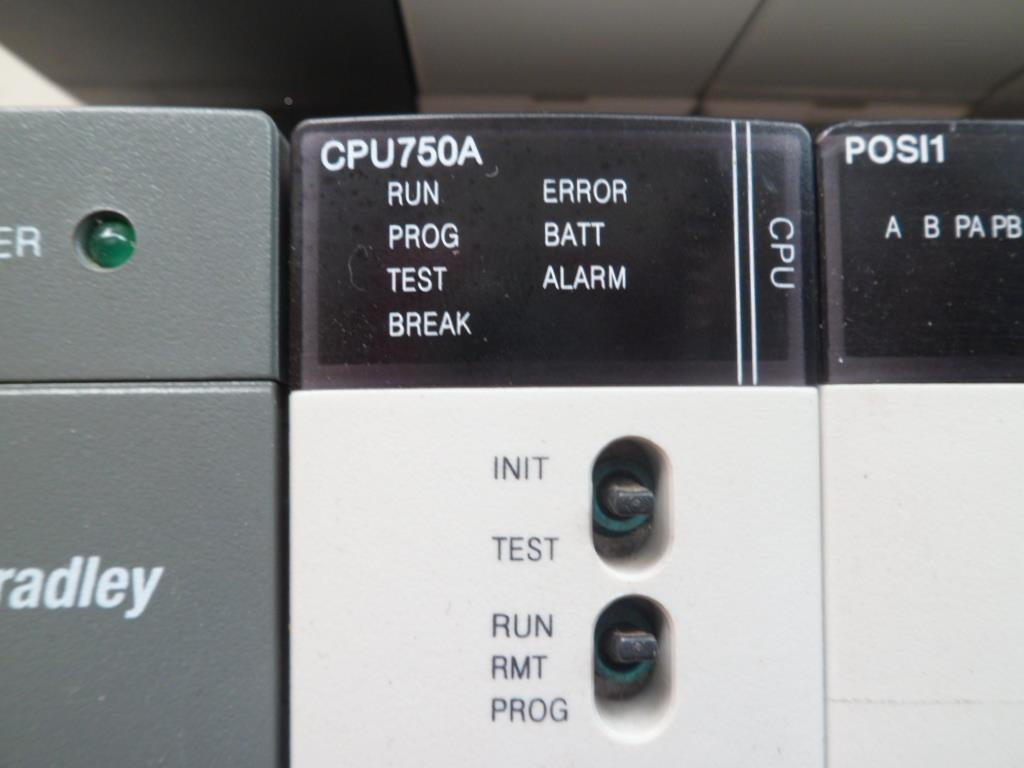 ER
radley
CPU750A
RUN ERROR
PROG BATT
TEST ALARM
BREAK
CPU
INIT
TEST
RUN
RMT
PROG
POSI1
A B PA PB